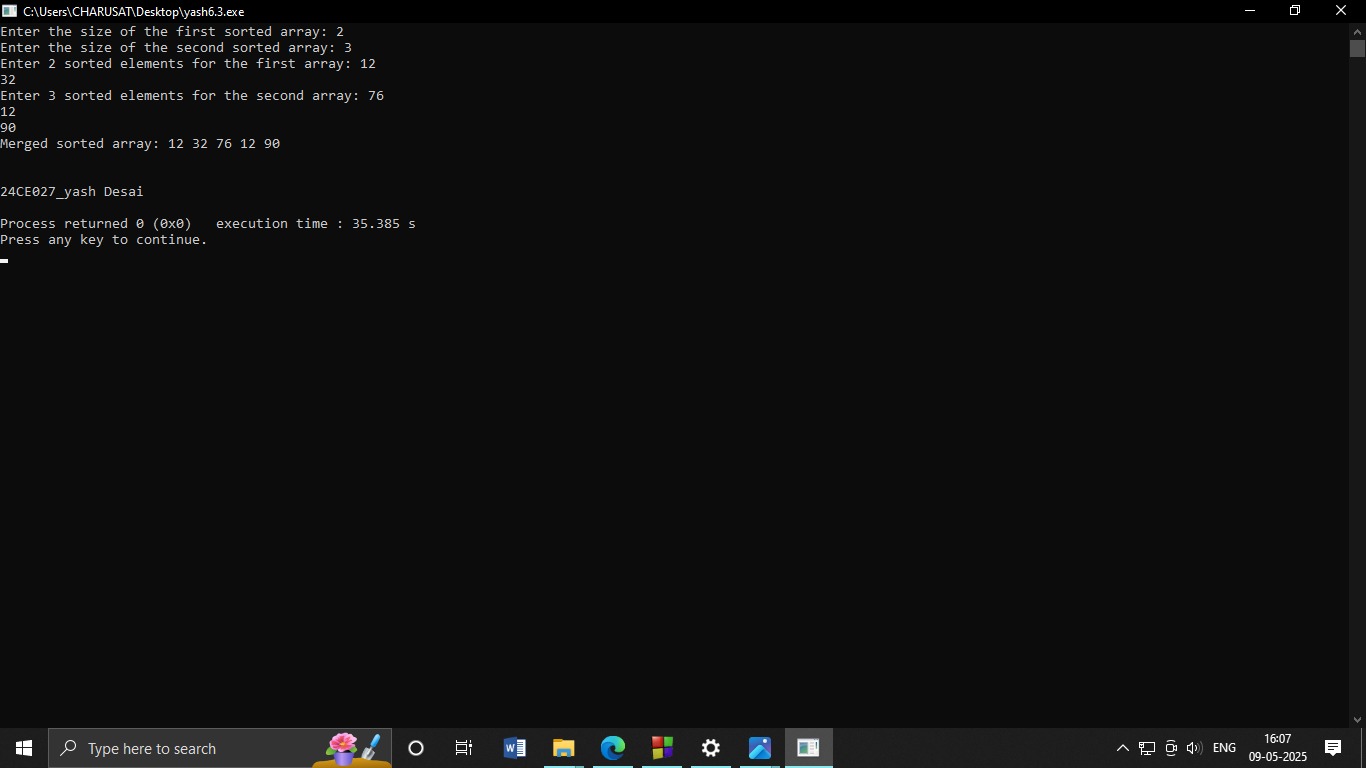 C:\Users\CHARUSAT\Desktop\yash6.3.exe
Enter the size of the first sorted array: 2
Enter the size of the second sorted array: 3
Enter 2 sorted elements for the first array: 12
32
Enter 3 sorted elements for the second array: 76
12
90
Merged sorted array: 12 32 76 12 90
24CE027_yash Desai
Process returned 0 (0x0)   execution time : 35.385 s
Press any key to continue.
Type here to search
W
ENG
16:07
09-05-2025